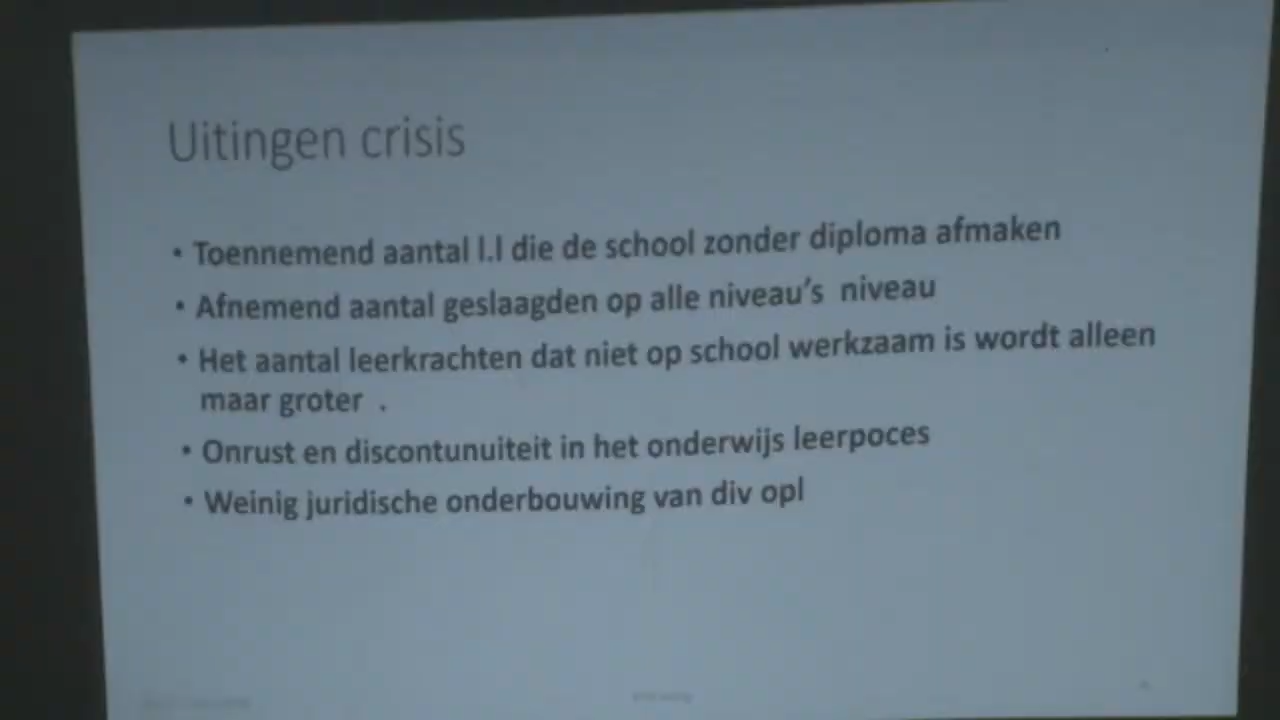 Uitingen crisis
• Toennemend aantal l.l die de school zonder diploma afmaken
• Afnemend aantal geslaagden op alle niveau's niveau
• Het aantal leerkrachten dat niet op school werkzaam is wordt alleen
maar groter .
• Onrust en discontunuiteit in het onderwijs leerpoces
• Weinig juridische onderbouwing van div opl